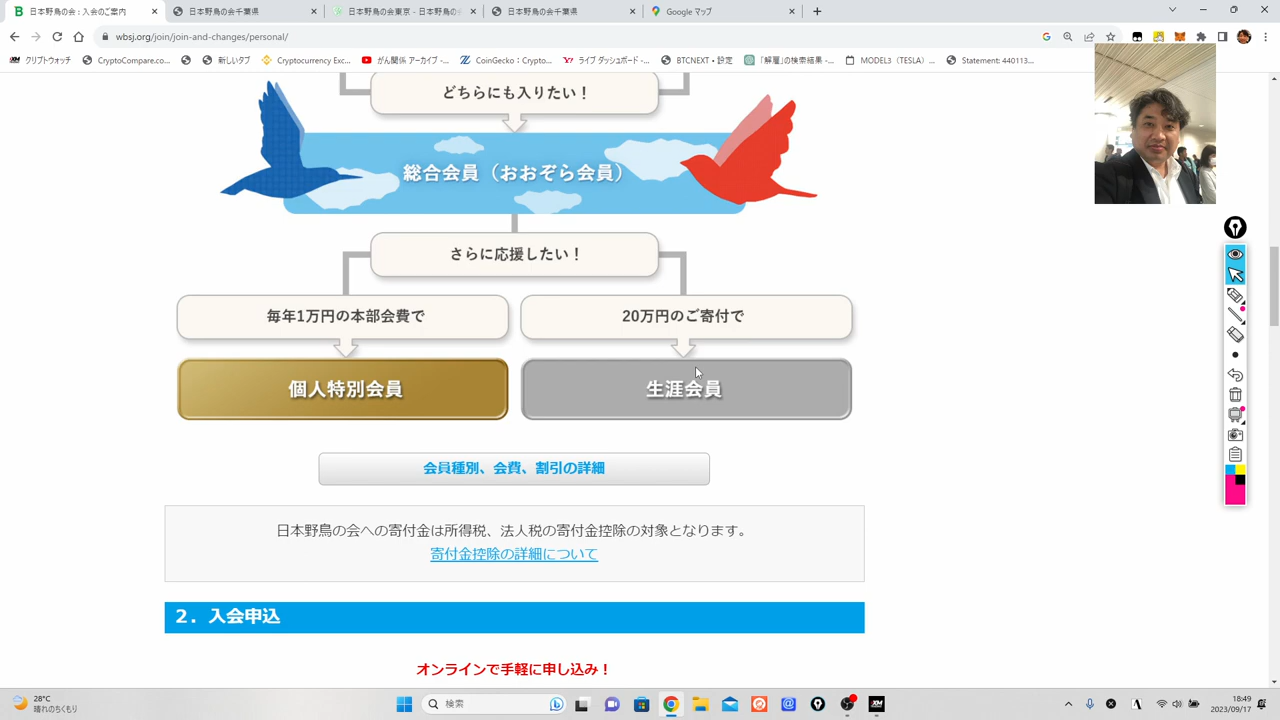 日本野鳥の会 : 入会のご案内
日本野鳥の会千葉県
日本野鳥の会東京 - 日本野鳥の会
日本野鳥の会千葉県
Google マップ
wbsj.org/join/join-and-changes/personal/
クリプトウォッチ
CryptoCompare.co...
新しいタブ
Cryptocurrency Exc...
がん関係 アーカイブ -...
CoinGecko : Crypto...
ライブ ダッシュボード -...
BTCNEXT • 設定
「解雇」の検索結果 -...
MODEL3（TESLA）...
Statement: 440113...
どちらにも入りたい！
総合会員（おおぞら会員）
さらに応援したい！
毎年1万円の本部会費で
20万円のご寄付で
個人特別会員
生涯会員
会員種別、会費、割引の詳細
日本野鳥の会への寄付金は所得税、法人税の寄付金控除の対象となります。
寄付金控除の詳細について
２．入会申込
オンラインで手軽に申し込み！
28°C
晴れのちくもり
検索
18:49
2023/09/17